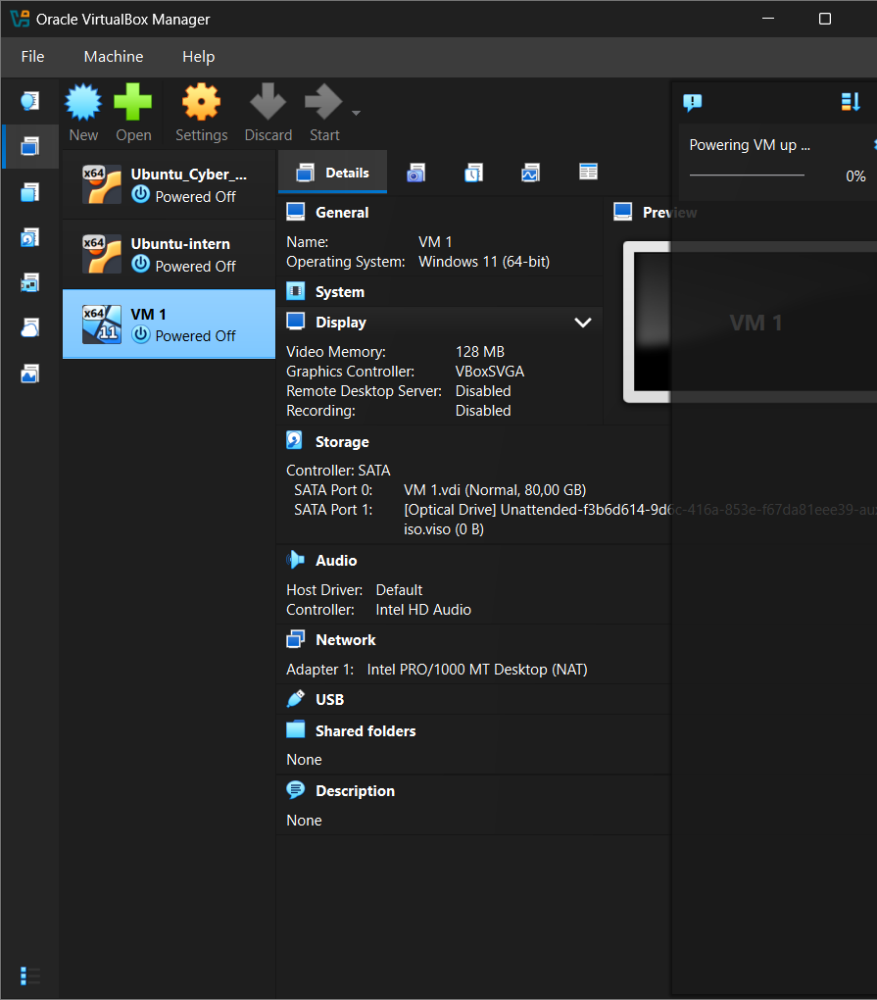 Oracle VirtualBox Manager
File Machine Help
New Open Settings Discard Start
Powering VM up ...
0%
x64 Ubuntu_Cyber_...
Powered Off
x64 Ubuntu-intern
Powered Off
x64 11 VM 1
Powered Off
Details
General
Name: VM 1
Operating System: Windows 11 (64-bit)
Preview
VM 1
System
Display
Video Memory: 128 MB
Graphics Controller: VBoxSVGA
Remote Desktop Server: Disabled
Recording: Disabled
Storage
Controller: SATA
SATA Port 0: VM 1.vdi (Normal, 80,00 GB)
SATA Port 1: [Optical Drive] Unattended-f3b6d614-9d6c-416a-853e-f67da81eee39-au
iso.viso (0 B)
Audio
Host Driver: Default
Controller: Intel HD Audio
Network
Adapter 1: Intel PRO/1000 MT Desktop (NAT)
USB
Shared folders
None
Description
None